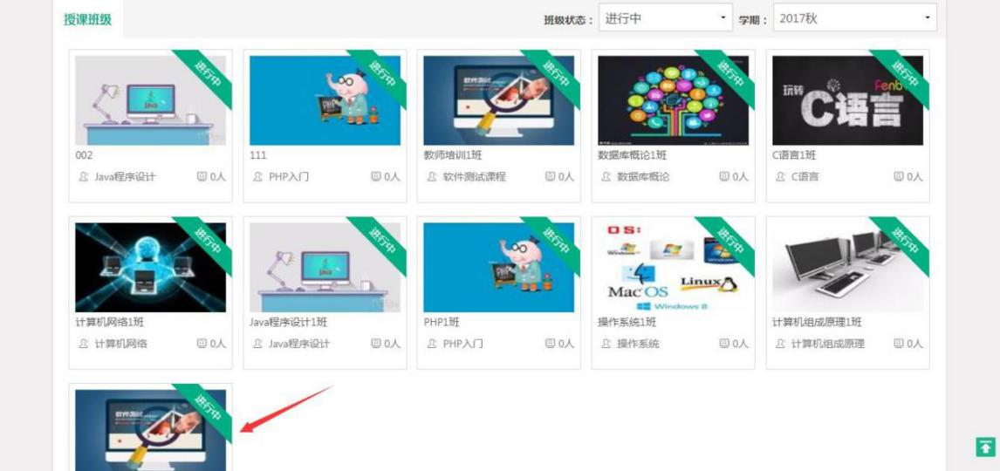 授课班级
班级状态： 进行中 学期： 2017秋
进行中 进行中 进行中 进行中 进行中
Java
PHP
软件测试
玩转
C语言
002 111 教师培训1班 数据库概论1班 C语言1班
Java程序设计 0人 PHP入门 0人 软件测试课程 0人 数据库概论 0人 C语言 0人
进行中 进行中 进行中 进行中 进行中
Java
PHP
OS:
Windows
Mac OS
Linux
Windows 8
计算机网络1班 Java程序设计1班 PHP1班 操作系统1班 计算机组成原理1班
计算机网络 0人 Java程序设计 0人 PHP入门 0人 操作系统 0人 计算机组成原理 0人
进行中
软件测试